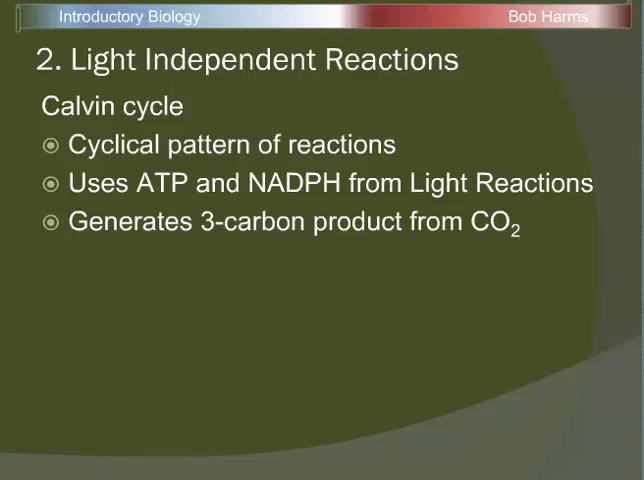 Introductory Biology Bob Harms
2. Light Independent Reactions
Calvin cycle
Cyclical pattern of reactions
Uses ATP and NADPH from Light Reactions
Generates 3-carbon product from CO₂